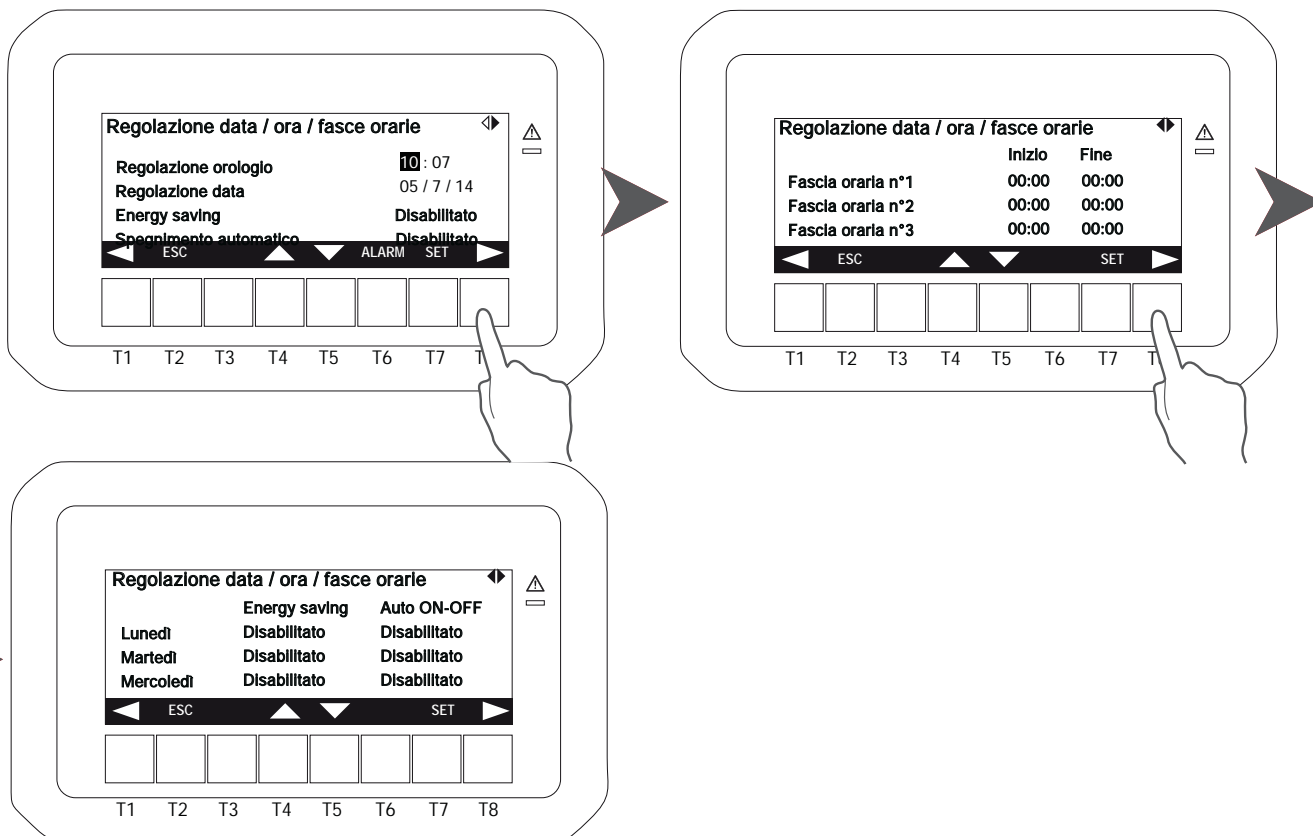 Regolazione data / ora / fasce orarie
Regolazione orologio 10 : 07
Regolazione data 05 / 7 / 14
Energy saving Disabilitato
Spegnimento automatico Disabilitato
ESC ALARM SET
T1 T2 T3 T4 T5 T6 T7 T
Regolazione data / ora / fasce orarie
Inizio Fine
Fascia oraria n°1 00:00 00:00
Fascia oraria n°2 00:00 00:00
Fascia oraria n°3 00:00 00:00
ESC SET
T1 T2 T3 T4 T5 T6 T7 T
Regolazione data / ora / fasce orarie
Energy saving Auto ON-OFF
Lunedì Disabilitato Disabilitato
Martedì Disabilitato Disabilitato
Mercoledì Disabilitato Disabilitato
ESC SET
T1 T2 T3 T4 T5 T6 T7 T8